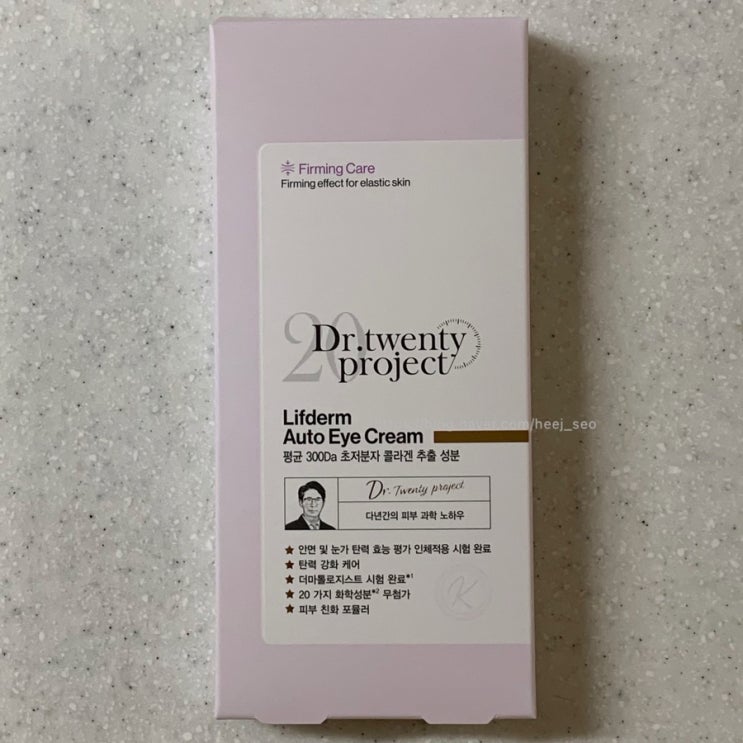 Firming Care
Firming effect for elastic skin
20
Dr.twenty
project
Lifderm
Auto Eye Cream
naver.com/heej_seo
평균 300Da 초저분자 콜라겐 추출 성분
Dr. Twenty project
다년간의 피부 과학 노하우
★ 안면 및 눈가 탄력 효능 평가 인체적용 시험 완료
★ 탄력 강화 케어
★ 더마톨로지스트 시험 완료*1
★ 20 가지 화학성분*2 무첨가
★ 피부 친화 포뮬러
K